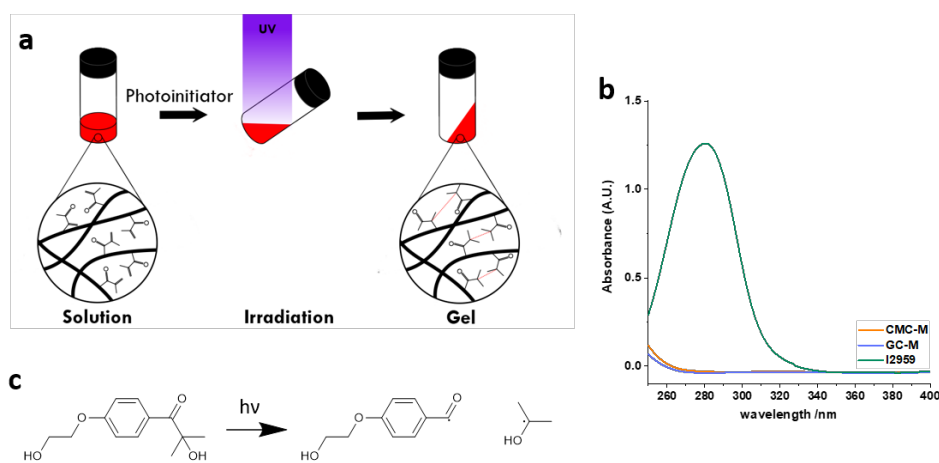 a
UV
Photoinitiator
Solution
Irradiation
Gel
b
Absorbance (A.U.)
1.5
1.0
0.5
0.0
CMC-M
GC-M
I2959
260 280 300 320 340 360 380 400
wavelength /nm
c
O
O
HO
OH
hν
O
O
HO
HO